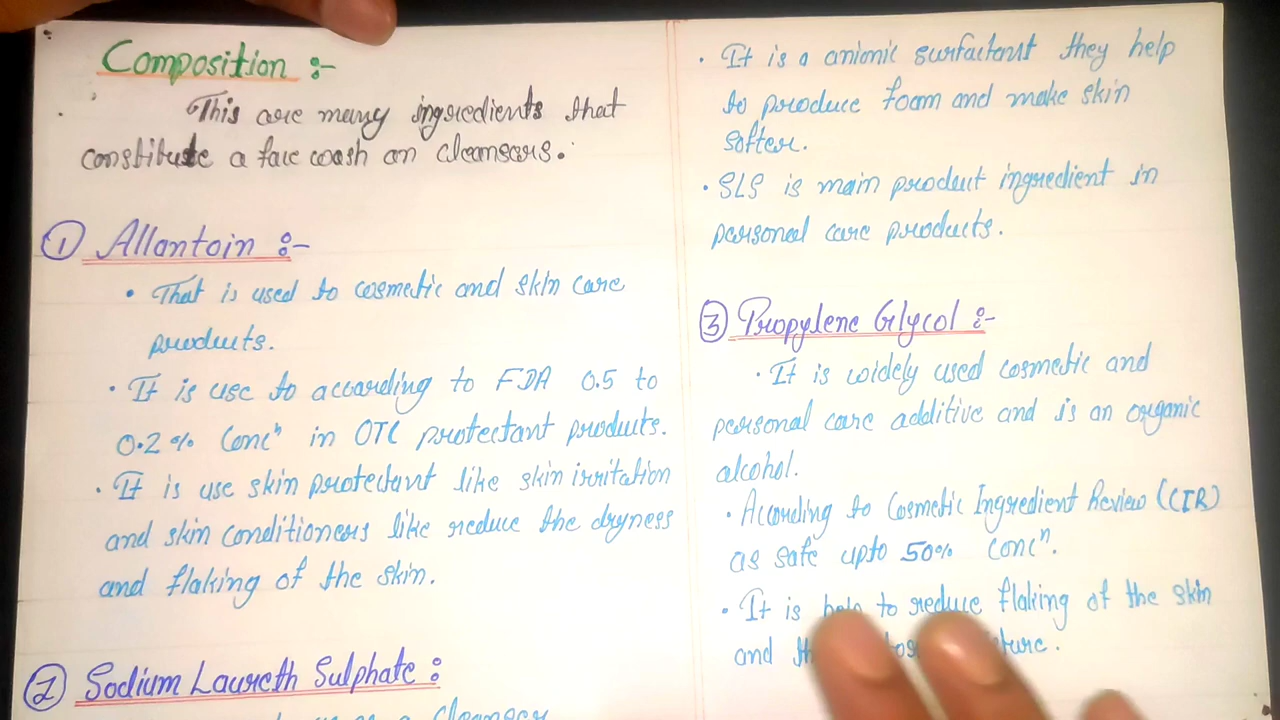 Composition :-
This are many ingredients that
constitute a face wash an cleansars.
① Allantoin :-
• That is used to cosmetic and skin care
products.
• It is use to according to FDA 0.5 to
0.2% Concⁿ in OTC protectant products.
• It is use skin protectant like skin irritation
and skin conditioners like reduce the dryness
and flaking of the skin.
② Sodium Laureth Sulphate :
a cleanser
• It is a anionic surfactant they help
to produce foam and make skin
softer.
• SLS is main product ingredient in
personal care products.
③ Propylene Glycol :-
• It is widely used cosmetic and
personal care additive and is an organic
alcohol.
• According to Cosmetic Ingredient Review (CIR)
as safe upto 50% Concⁿ.
• It is help to reduce flaking of the skin
and